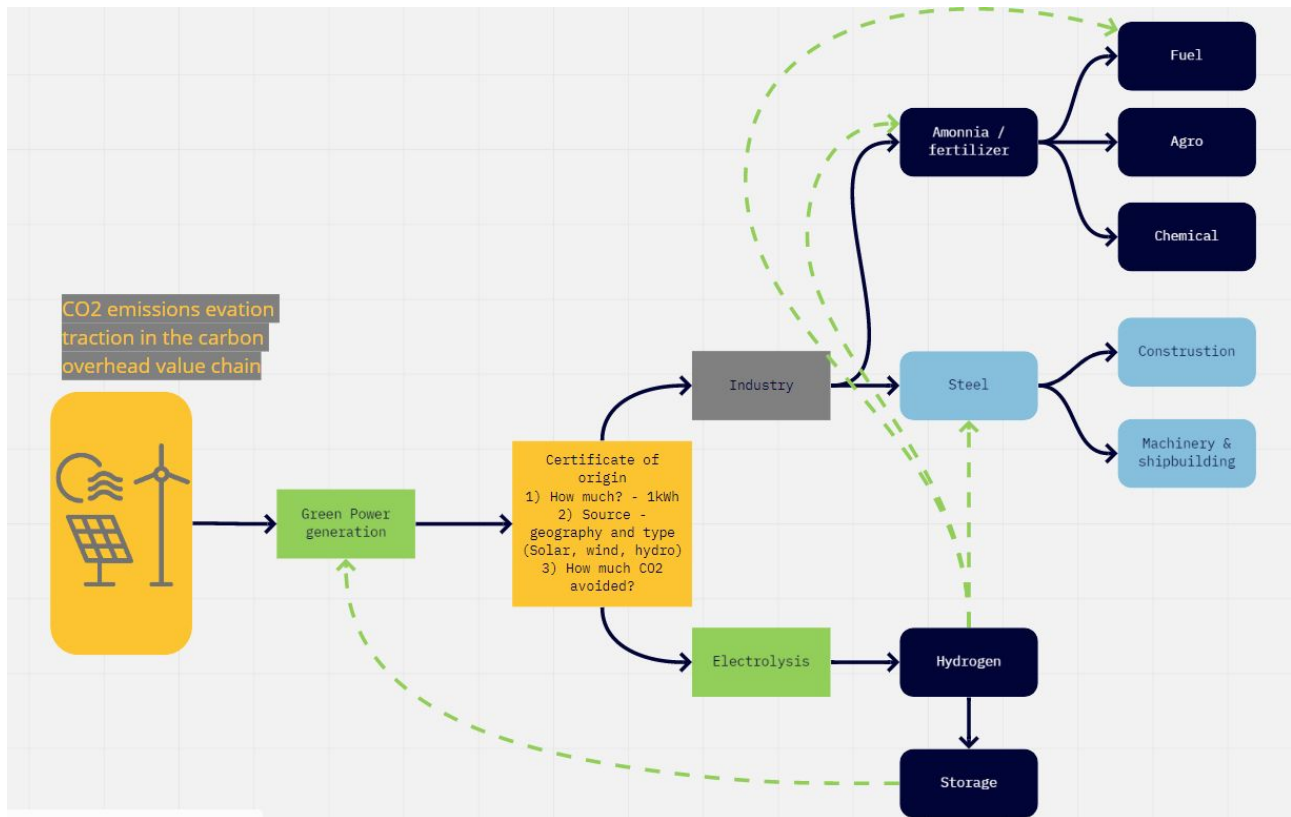 CO2 emissions evation
traction in the carbon
overhead value chain
Green Power
generation
Certificate of
origin
1) How much? - 1kWh
2) Source -
geography and type
(Solar, wind, hydro)
3) How much CO2
avoided?
Industry
Electrolysis
Amonnia /
fertilizer
Steel
Hydrogen
Storage
Fuel
Agro
Chemical
Constrution
Machinery &
shipbuilding